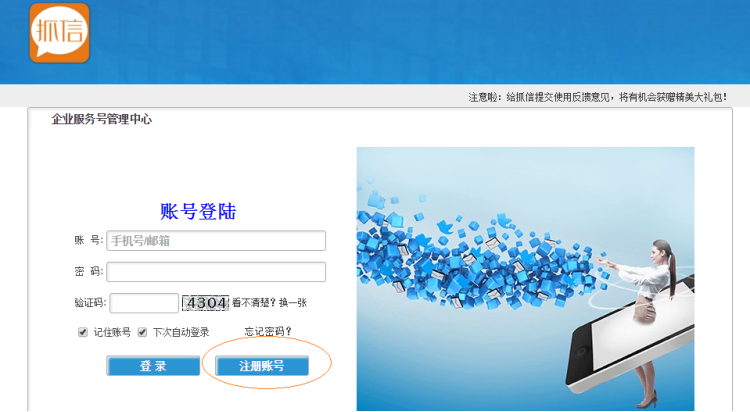 抓信
注意啦：给抓信提交使用反馈意见，将有机会获赠精美大礼包！
企业服务号管理中心
账号登陆
账 号: 手机号/邮箱
密 码:
验证码: 4304 看不清楚？换一张
记住账号 下次自动登录 忘记密码？
登 录 注册账号